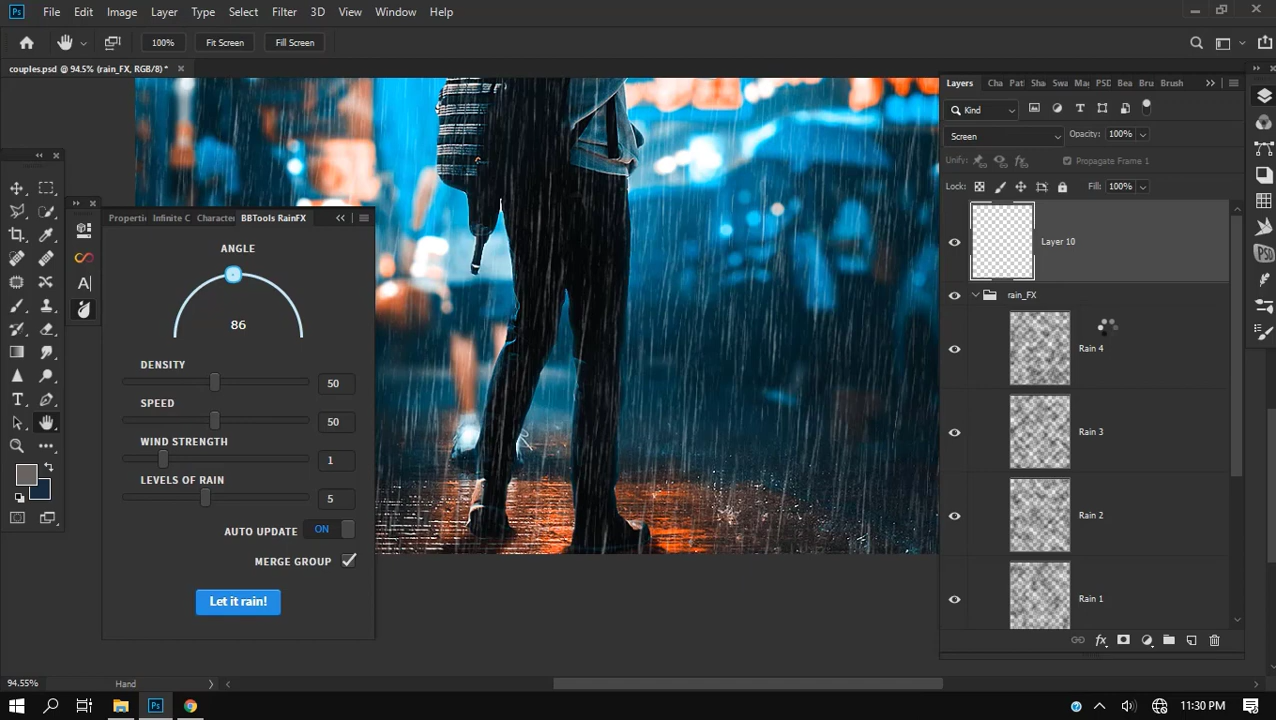 Ps File Edit Image Layer Type Select Filter 3D View Window Help
100% Fit Screen Fill Screen
couples.psd @ 94.5% (rain_FX, RGB/8) *
Layers Cha Pat Sha Swa Ma PSD Bea Bru Brush
Kind
Screen Opacity: 100%
Unify: Propagate Frame 1
Lock: Fill: 100%
Layer 10
rain_FX
Rain 4
Rain 3
Rain 2
Rain 1
Properti Infinite C Character BBTools RainFX
ANGLE
86
DENSITY
50
SPEED
50
WIND STRENGTH
1
LEVELS OF RAIN
5
AUTO UPDATE ON
MERGE GROUP
Let it rain!
94.55% Hand
11:30 PM